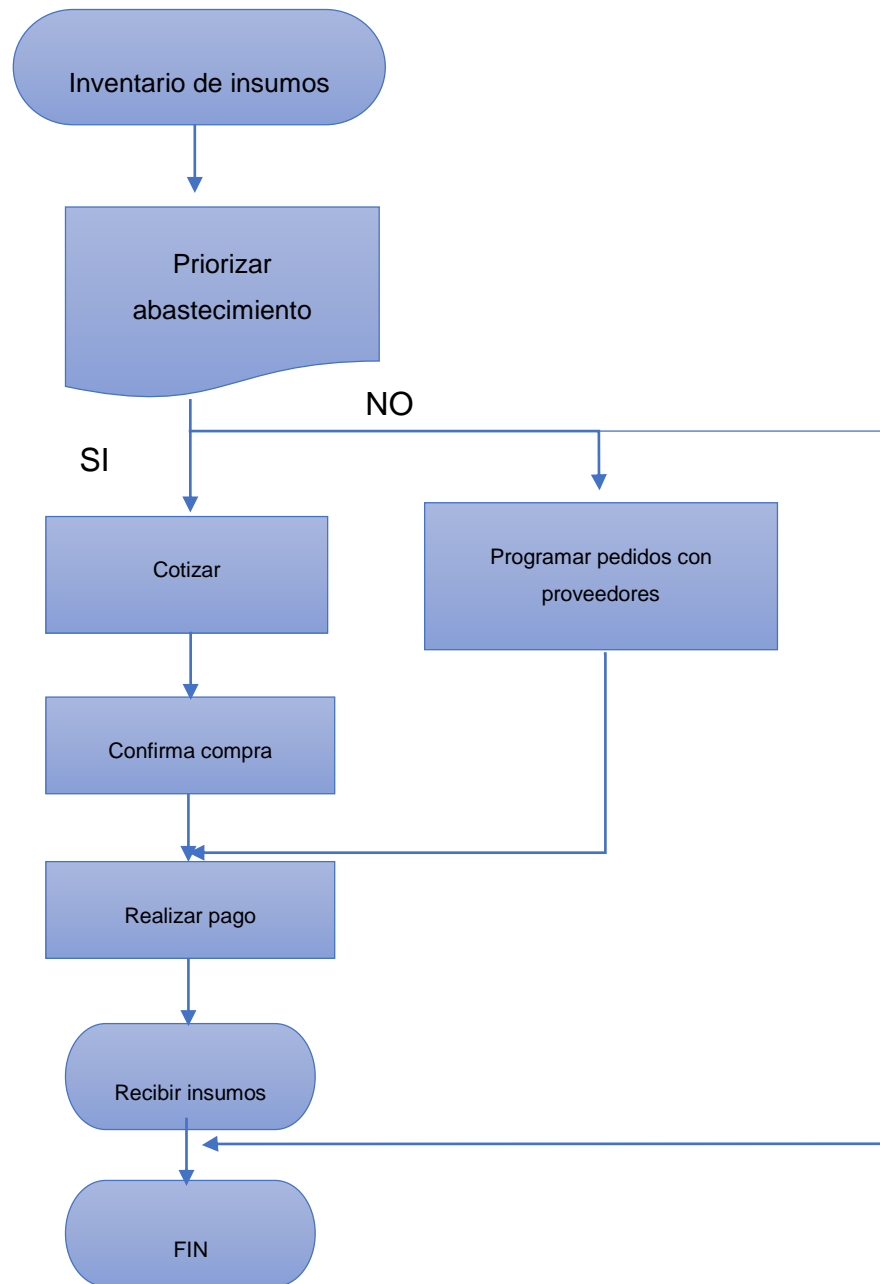 Inventario de insumos
Priorizar
abastecimiento
NO
SI
Cotizar
Programar pedidos con
proveedores
Confirma compra
Realizar pago
Recibir insumos
FIN